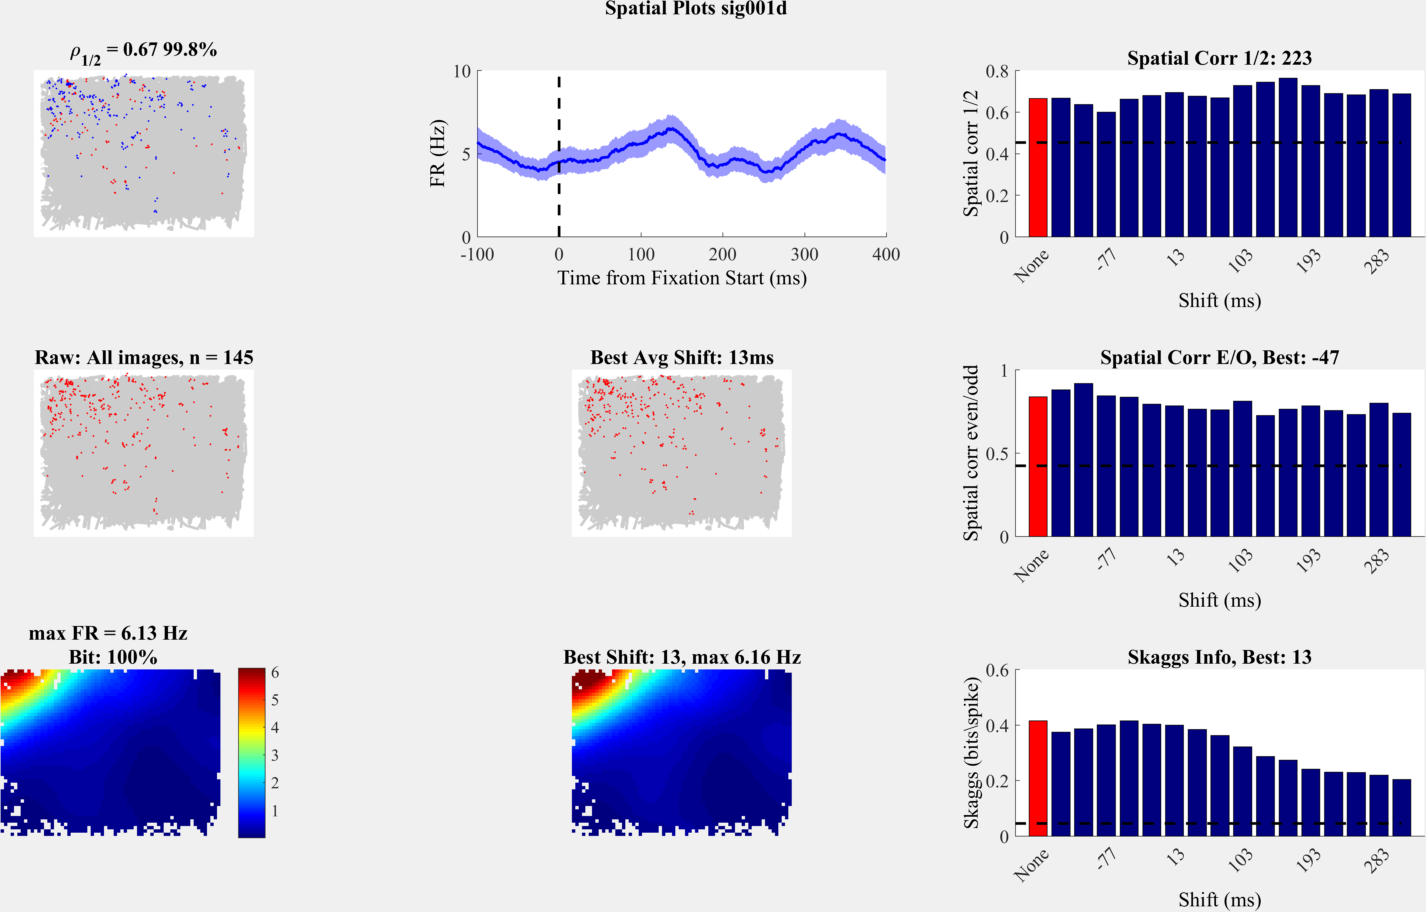 Spatial Plots sig001d
ρ1/2 = 0.67 99.8%
10
5
0
FR (Hz)
-100 0 100 200 300 400
Time from Fixation Start (ms)
Spatial Corr 1/2: 223
0.8
0.6
0.4
0.2
0
Spatial corr 1/2
None -77 13 103 193 283
Shift (ms)
Raw: All images, n = 145
Best Avg Shift: 13ms
Spatial Corr E/O, Best: -47
1
0.5
0
Spatial corr even/odd
None -77 13 103 193 283
Shift (ms)
max FR = 6.13 Hz
Bit: 100%
6
5
4
3
2
1
Best Shift: 13, max 6.16 Hz
Skaggs Info, Best: 13
0.6
0.4
0.2
0
Skaggs (bits\spike)
None -77 13 103 193 283
Shift (ms)